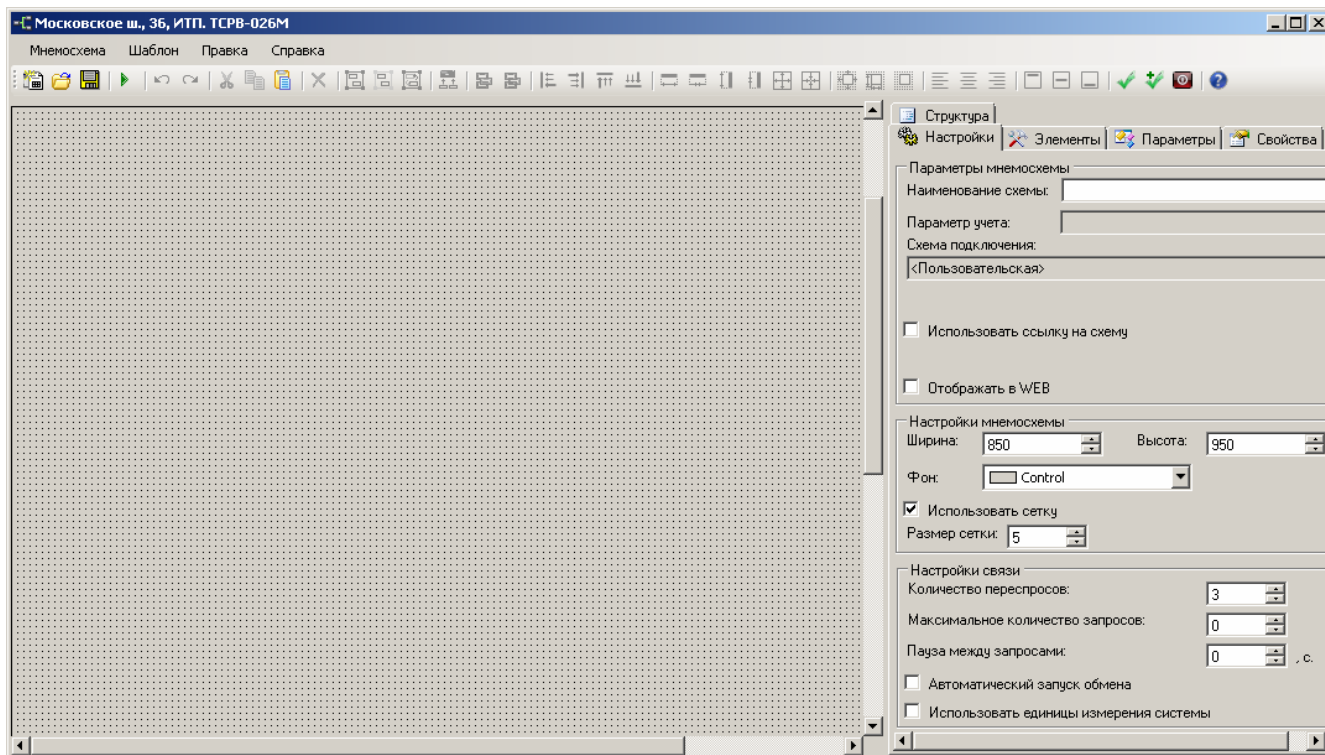 Московское ш., 36, ИТП. ТСРВ-026М
Мнемосхема Шаблон Правка Справка
Структура
Настройки Элементы Параметры Свойства
Параметры мнемосхемы
Наименование схемы:
Параметр учета:
Схема подключения:
<Пользовательская>
Использовать ссылку на схему
Отображать в WEB
Настройки мнемосхемы
Ширина: 850 Высота: 950
Фон: Control
Использовать сетку
Размер сетки: 5
Настройки связи
Количество переспросов: 3
Максимальное количество запросов: 0
Пауза между запросами: 0 , с.
Автоматический запуск обмена
Использовать единицы измерения системы